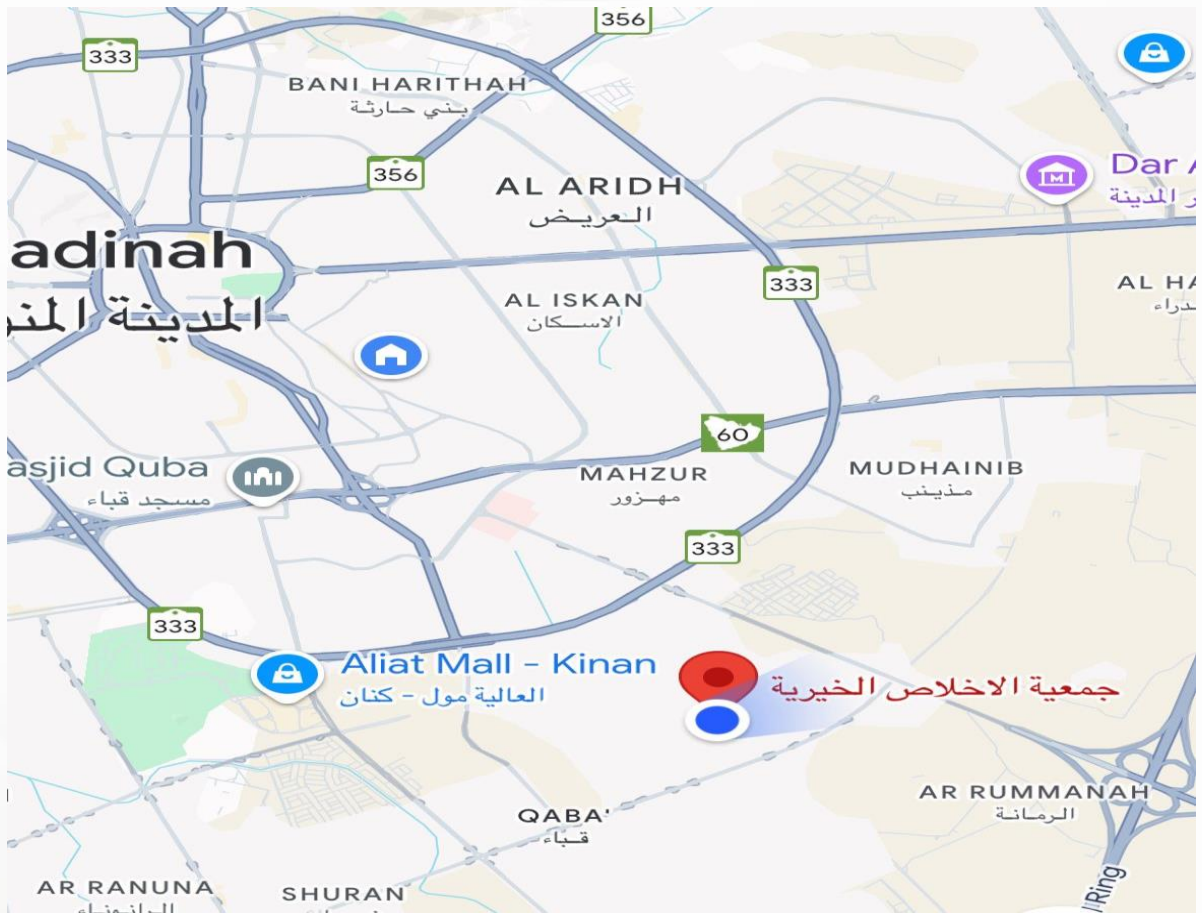 356
333
BANI HARITHAH
بني حارثة
356
AL ARIDH
العريض
Dar A
ر المدينة
adinah
المدينة المنو
333
AL HA
دراء
AL ISKAN
الاسكان
60
asjid Quba
مسجد قباء
MAHZUR
مهزور
MUDHAINIB
مذينب
333
333
Aliat Mall - Kinan
العالية مول - كنان
جمعية الاخلاص الخيرية
AR RUMMANAH
الرمانة
QABA'
قباء
AR RANUNA
الرانوناء
SHURAN
Ring